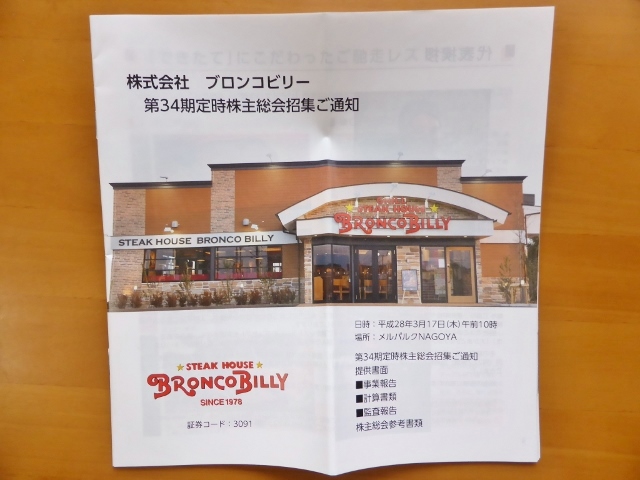 株式会社 ブロンコビリー
第34期定時株主総会招集ご通知
STEAK HOUSE
BRONCO BILLY
STEAK HOUSE BRONCO BILLY
日時：平成28年3月17日(木)午前10時
場所：メルパルクNAGOYA
第34期定時株主総会招集ご通知
提供書面
■事業報告
■計算書類
■監査報告
株主総会参考書類
STEAK HOUSE
BRONCO BILLY
SINCE 1978
証券コード：3091